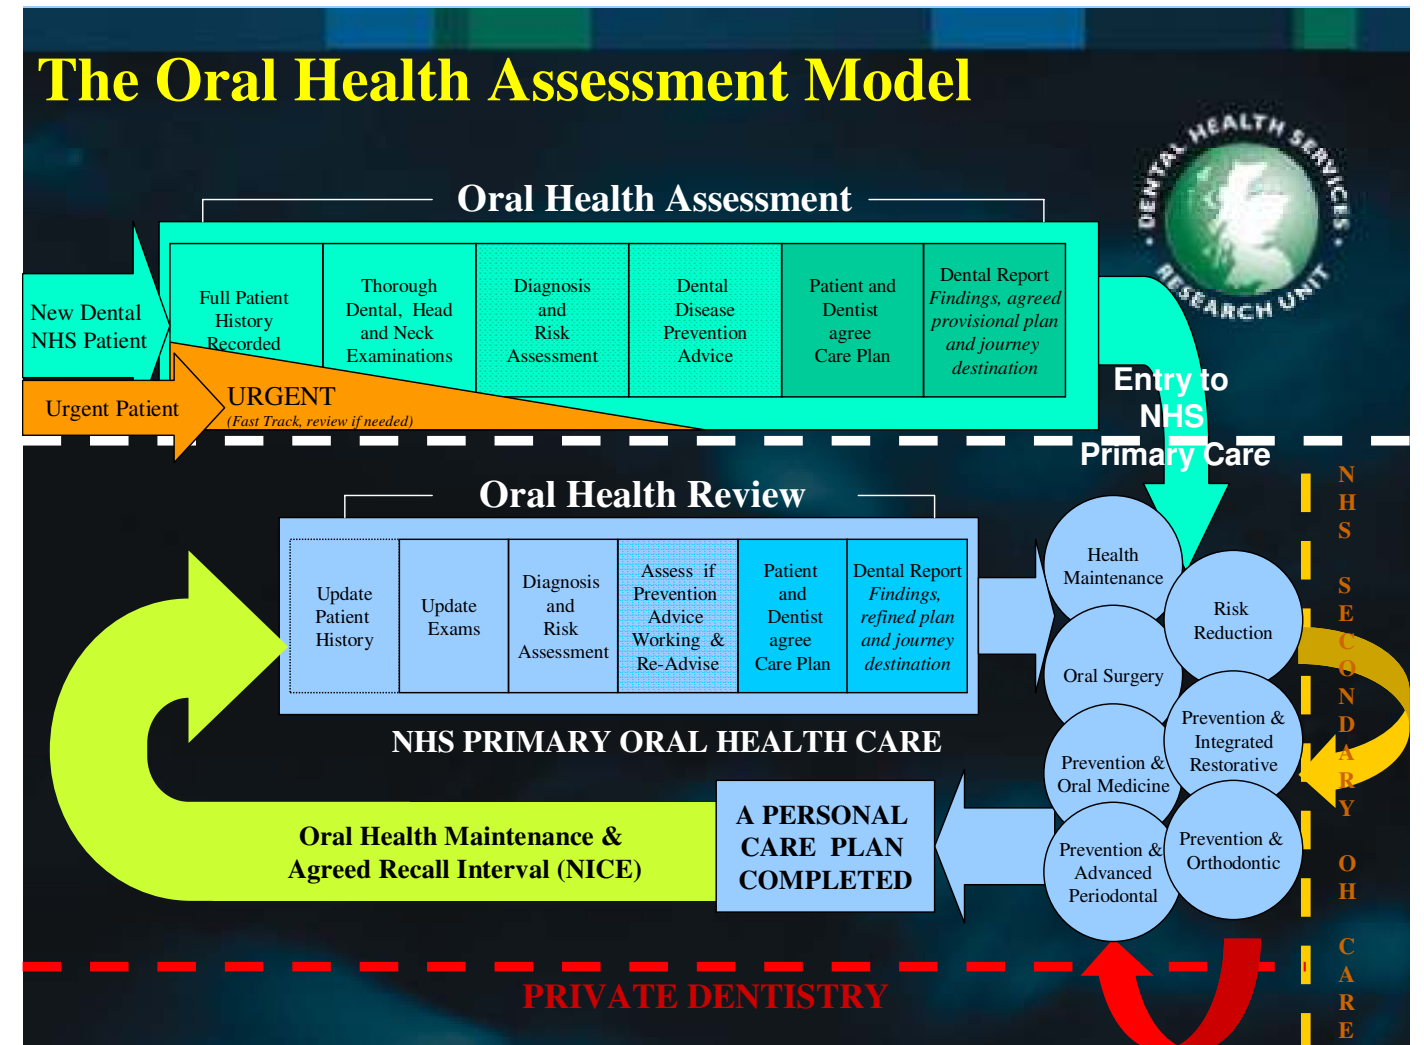 The Oral Health Assessment Model
DENTAL HEALTH SERVICES
RESEARCH UNIT
Oral Health Assessment
New Dental
NHS Patient
Full Patient
History
Recorded
Thorough
Dental, Head
and Neck
Examinations
Diagnosis
and
Risk
Assessment
Dental
Disease
Prevention
Advice
Patient and
Dentist
agree
Care Plan
Dental Report
Findings, agreed
provisional plan
and journey
destination
Urgent Patient
URGENT
(Fast Track, review if needed)
Entry to
NHS
Primary Care
Oral Health Review
Update
Patient
History
Update
Exams
Diagnosis
and
Risk
Assessment
Assess if
Prevention
Advice
Working &
Re-Advise
Patient
and
Dentist
agree
Care Plan
Dental Report
Findings,
refined plan
and journey
destination
NHS PRIMARY ORAL HEALTH CARE
Health
Maintenance
Risk
Reduction
Oral Surgery
Prevention &
Integrated
Restorative
Prevention &
Oral Medicine
Prevention &
Orthodontic
Prevention &
Advanced
Periodontal
NHS SECONDARY OH CARE
A PERSONAL
CARE PLAN
COMPLETED
Oral Health Maintenance &
Agreed Recall Interval (NICE)
PRIVATE DENTISTRY